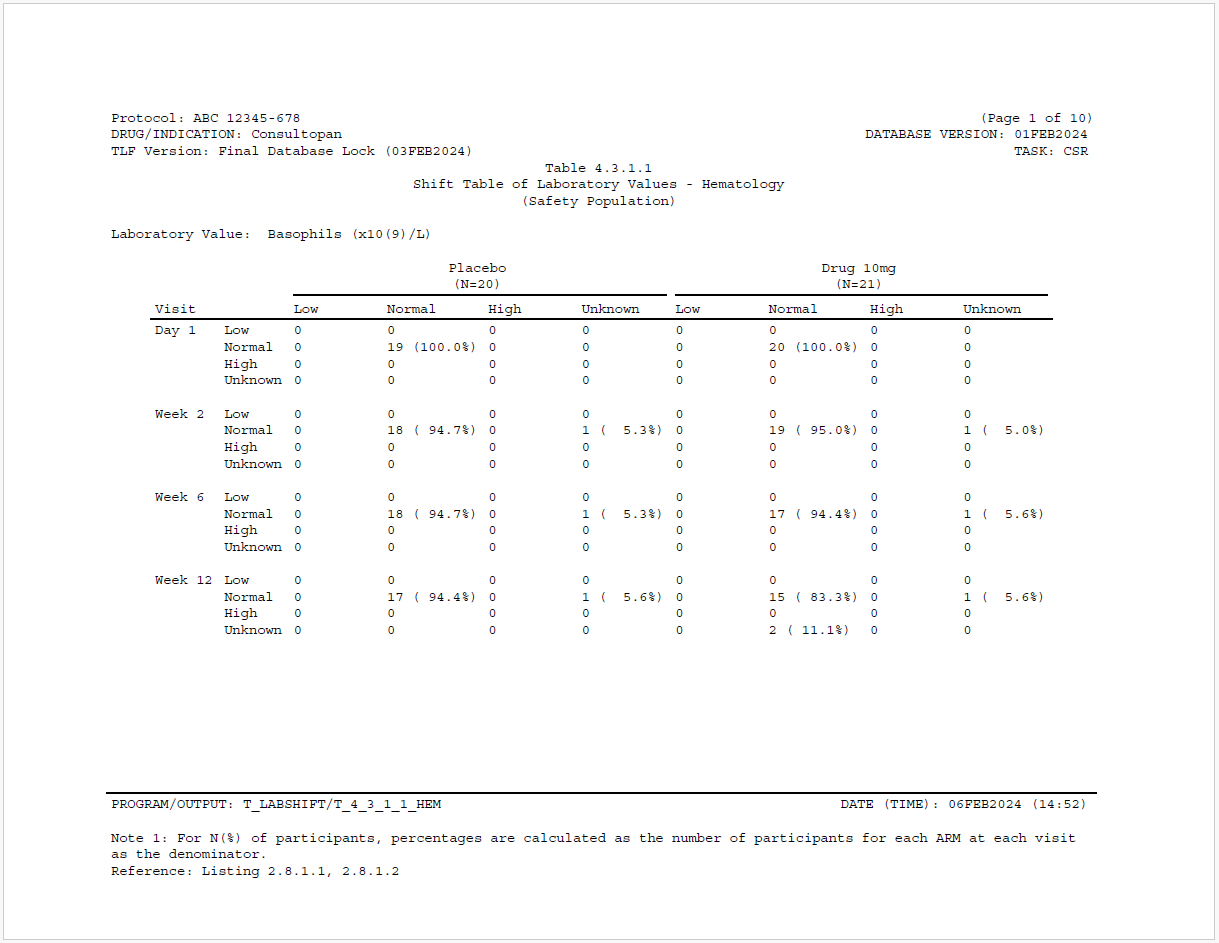 Protocol: ABC 12345-678 (Page 1 of 10)
DRUG/INDICATION: Consultopan DATABASE VERSION: 01FEB2024
TLF Version: Final Database Lock (03FEB2024) TASK: CSR
Table 4.3.1.1
Shift Table of Laboratory Values - Hematology
(Safety Population)
Laboratory Value: Basophils (x10(9)/L)
Placebo Drug 10mg
(N=20) (N=21)
Visit Low Normal High Unknown Low Normal High Unknown
Day 1 Low 0 0 0 0 0 0 0 0
Normal 0 19 (100.0%) 0 0 0 20 (100.0%) 0 0
High 0 0 0 0 0 0 0 0
Unknown 0 0 0 0 0 0 0 0
Week 2 Low 0 0 0 0 0 0 0 0
Normal 0 18 ( 94.7%) 0 1 ( 5.3%) 0 19 ( 95.0%) 0 1 ( 5.0%)
High 0 0 0 0 0 0 0 0
Unknown 0 0 0 0 0 0 0 0
Week 6 Low 0 0 0 0 0 0 0 0
Normal 0 18 ( 94.7%) 0 1 ( 5.3%) 0 17 ( 94.4%) 0 1 ( 5.6%)
High 0 0 0 0 0 0 0 0
Unknown 0 0 0 0 0 0 0 0
Week 12 Low 0 0 0 0 0 0 0 0
Normal 0 17 ( 94.4%) 0 1 ( 5.6%) 0 15 ( 83.3%) 0 1 ( 5.6%)
High 0 0 0 0 0 0 0 0
Unknown 0 0 0 0 0 2 ( 11.1%) 0 0
PROGRAM/OUTPUT: T_LABSHIFT/T_4_3_1_1_HEM DATE (TIME): 06FEB2024 (14:52)
Note 1: For N(%) of participants, percentages are calculated as the number of participants for each ARM at each visit
as the denominator.
Reference: Listing 2.8.1.1, 2.8.1.2